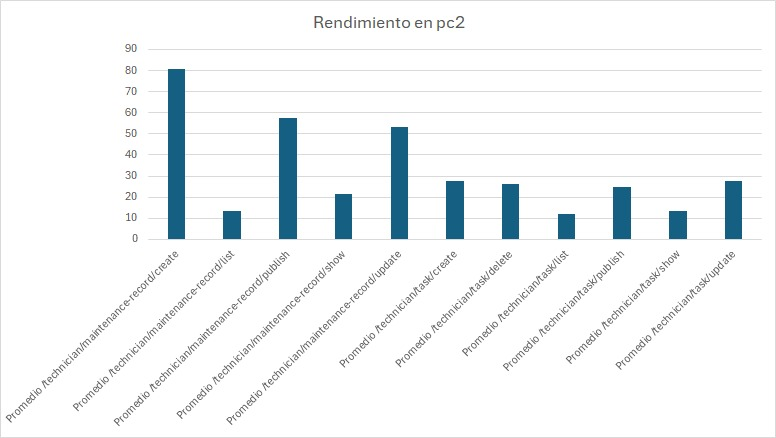 Rendimiento en pc2
90
80
70
60
50
40
30
20
10
0
Promedio /technician/maintenance-record/create
Promedio /technician/maintenance-record/list
Promedio /technician/maintenance-record/publish
Promedio /technician/maintenance-record/show
Promedio /technician/maintenance-record/update
Promedio /technician/task/create
Promedio /technician/task/delete
Promedio /technician/task/list
Promedio /technician/task/publish
Promedio /technician/task/show
Promedio /technician/task/update